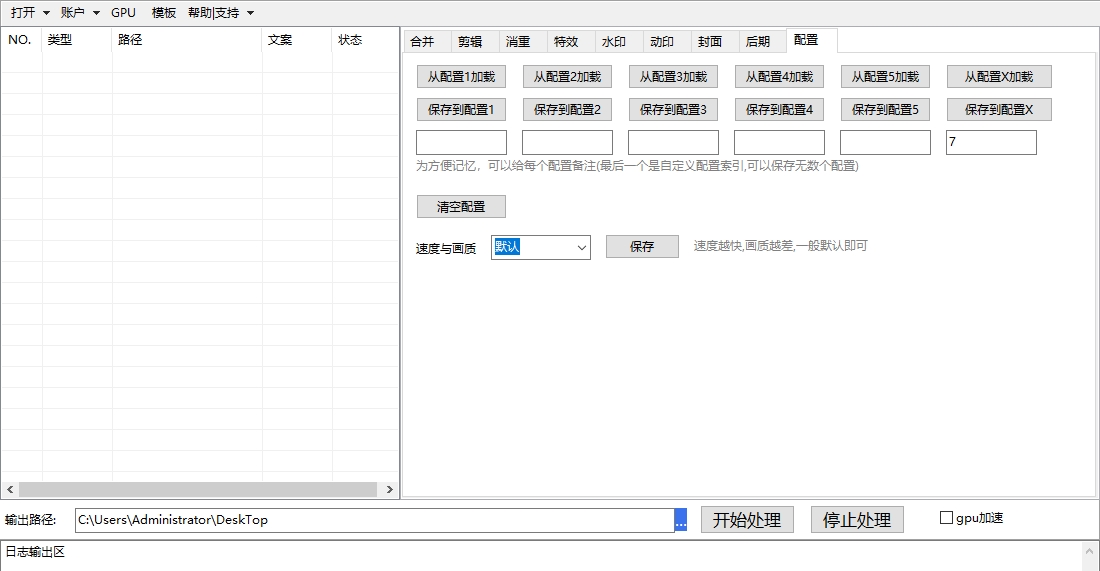 打开 账户 GPU 模板 帮助|支持
NO. 类型 路径 文案 状态
合并 剪辑 消重 特效 水印 动印 封面 后期 配置
从配置1加载 从配置2加载 从配置3加载 从配置4加载 从配置5加载 从配置X加载
保存到配置1 保存到配置2 保存到配置3 保存到配置4 保存到配置5 保存到配置X
7
为方便记忆，可以给每个配置备注(最后一个是自定义配置索引,可以保存无数个配置)
清空配置
速度与画质 默认 保存 速度越快,画质越差,一般默认即可
输出路径: C:\Users\Administrator\DeskTop ... 开始处理 停止处理 gpu加速
日志输出区